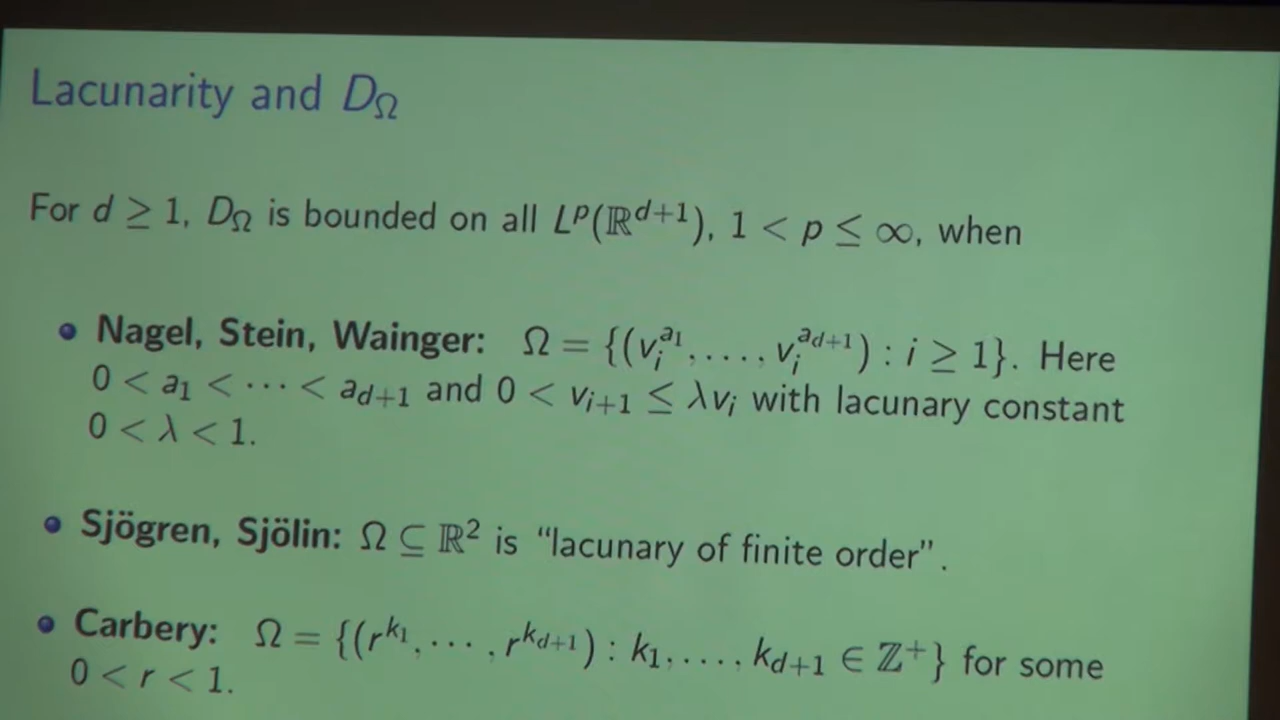 Lacunarity and D_Ω
For d ≥ 1, D_Ω is bounded on all L^p(ℝ^{d+1}), 1 < p ≤ ∞, when
• Nagel, Stein, Wainger: Ω = {(v_i^{a_1}, . . . . , v_i^{a_{d+1}}) : i ≥ 1}. Here
0 < a_1 < ⋯ < a_{d+1} and 0 < v_{i+1} ≤ λv_i with lacunary constant
0 < λ < 1.
• Sjögren, Sjölin: Ω ⊆ ℝ^2 is “lacunary of finite order”.
• Carbery: Ω = {(r^{k_1}, ⋯ , r^{k_{d+1}}) : k_1, . . . , k_{d+1} ∈ ℤ^+} for some
0 < r < 1.